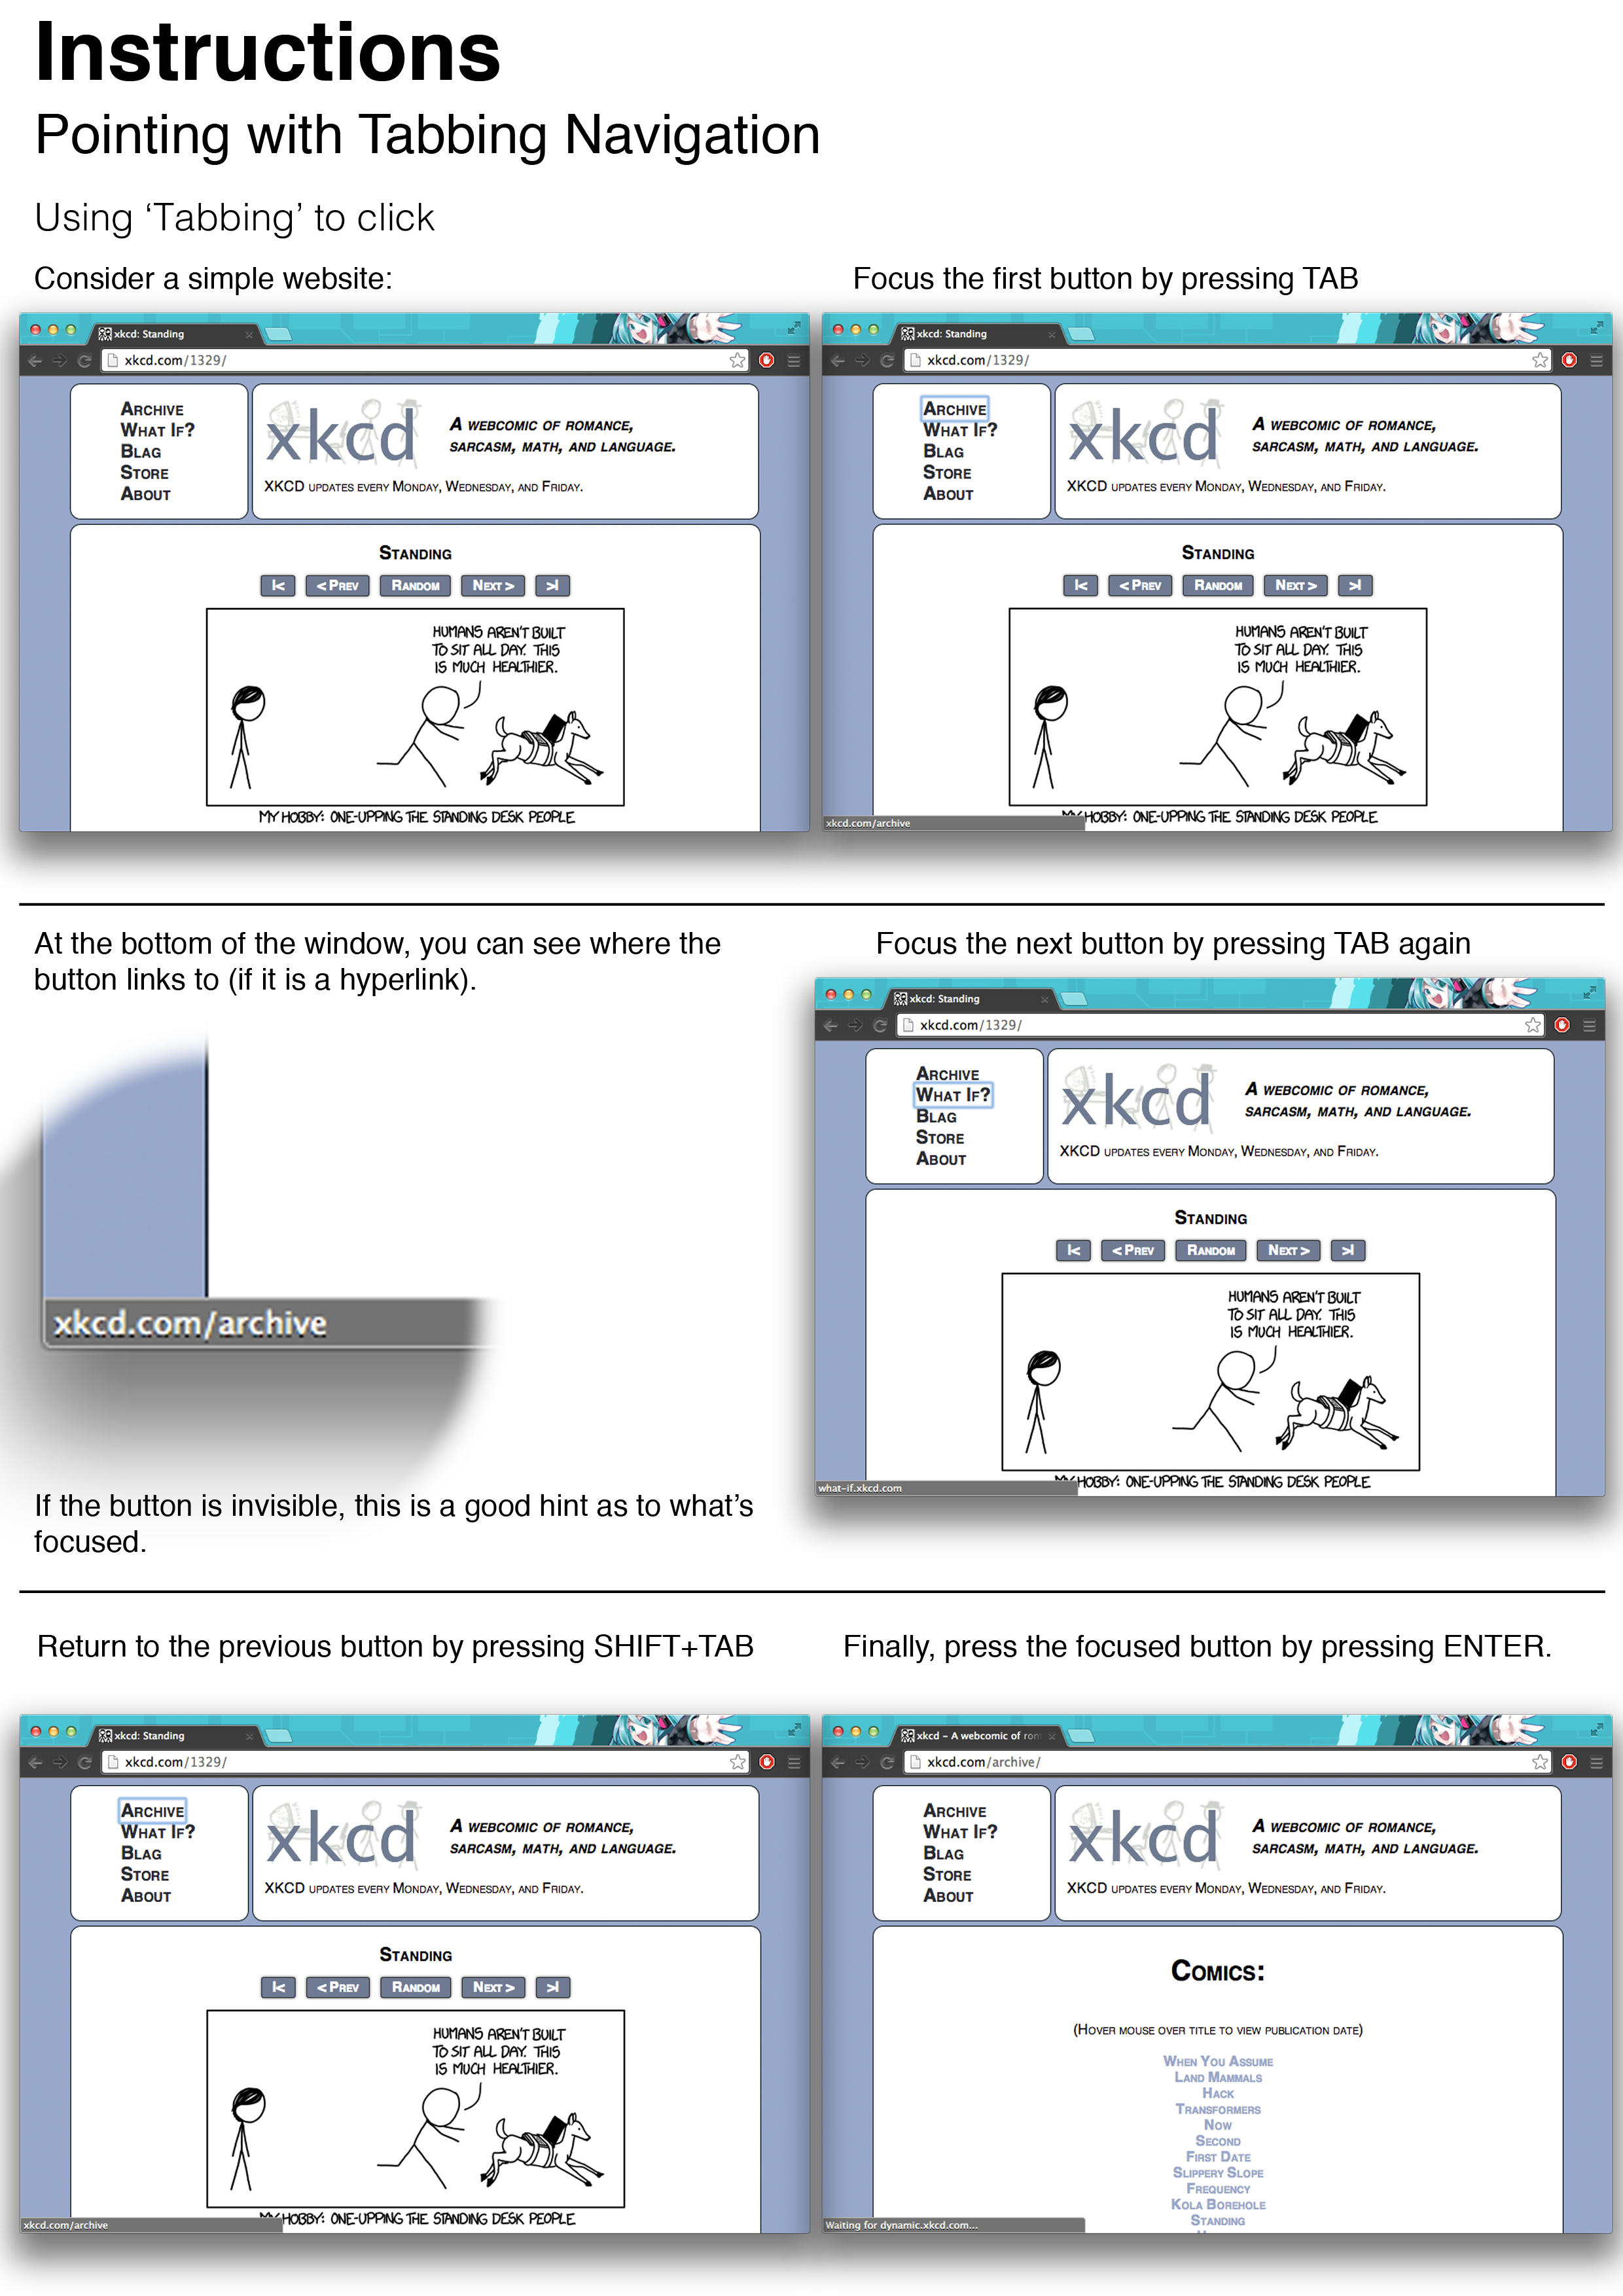 Instructions
Pointing with Tabbing Navigation
Using ‘Tabbing’ to click
Consider a simple website:
xkcd: Standing
xkcd.com/1329/
ARCHIVE
WHAT IF?
BLAG
STORE
ABOUT
xkcd
A WEBCOMIC OF ROMANCE,
SARCASM, MATH, AND LANGUAGE.
XKCD UPDATES EVERY MONDAY, WEDNESDAY, AND FRIDAY.
STANDING
|<
< PREV
RANDOM
NEXT >
>|
HUMANS AREN'T BUILT
TO SIT ALL DAY. THIS
IS MUCH HEALTHIER.
MY HOBBY: ONE-UPPING THE STANDING DESK PEOPLE
Focus the first button by pressing TAB
xkcd: Standing
xkcd.com/1329/
ARCHIVE
WHAT IF?
BLAG
STORE
ABOUT
xkcd
A WEBCOMIC OF ROMANCE,
SARCASM, MATH, AND LANGUAGE.
XKCD UPDATES EVERY MONDAY, WEDNESDAY, AND FRIDAY.
STANDING
|<
< PREV
RANDOM
NEXT >
>|
HUMANS AREN'T BUILT
TO SIT ALL DAY. THIS
IS MUCH HEALTHIER.
MY HOBBY: ONE-UPPING THE STANDING DESK PEOPLE
xkcd.com/archive
At the bottom of the window, you can see where the
button links to (if it is a hyperlink).
xkcd.com/archive
If the button is invisible, this is a good hint as to what’s
focused.
Focus the next button by pressing TAB again
xkcd: Standing
xkcd.com/1329/
ARCHIVE
WHAT IF?
BLAG
STORE
ABOUT
xkcd
A WEBCOMIC OF ROMANCE,
SARCASM, MATH, AND LANGUAGE.
XKCD UPDATES EVERY MONDAY, WEDNESDAY, AND FRIDAY.
STANDING
|<
< PREV
RANDOM
NEXT >
>|
HUMANS AREN'T BUILT
TO SIT ALL DAY. THIS
IS MUCH HEALTHIER.
MY HOBBY: ONE-UPPING THE STANDING DESK PEOPLE
what-if.xkcd.com
Return to the previous button by pressing SHIFT+TAB
xkcd: Standing
xkcd.com/1329/
ARCHIVE
WHAT IF?
BLAG
STORE
ABOUT
xkcd
A WEBCOMIC OF ROMANCE,
SARCASM, MATH, AND LANGUAGE.
XKCD UPDATES EVERY MONDAY, WEDNESDAY, AND FRIDAY.
STANDING
|<
< PREV
RANDOM
NEXT >
>|
HUMANS AREN'T BUILT
TO SIT ALL DAY. THIS
IS MUCH HEALTHIER.
MY HOBBY: ONE-UPPING THE STANDING DESK PEOPLE
xkcd.com/archive
Finally, press the focused button by pressing ENTER.
xkcd – A webcomic of rom
xkcd.com/archive/
ARCHIVE
WHAT IF?
BLAG
STORE
ABOUT
xkcd
A WEBCOMIC OF ROMANCE,
SARCASM, MATH, AND LANGUAGE.
XKCD UPDATES EVERY MONDAY, WEDNESDAY, AND FRIDAY.
COMICS:
(HOVER MOUSE OVER TITLE TO VIEW PUBLICATION DATE)
WHEN YOU ASSUME
LAND MAMMALS
HACK
TRANSFORMERS
NOW
SECOND
FIRST DATE
SLIPPERY SLOPE
FREQUENCY
KOLA BOREHOLE
STANDING
Waiting for dynamic.xkcd.com...